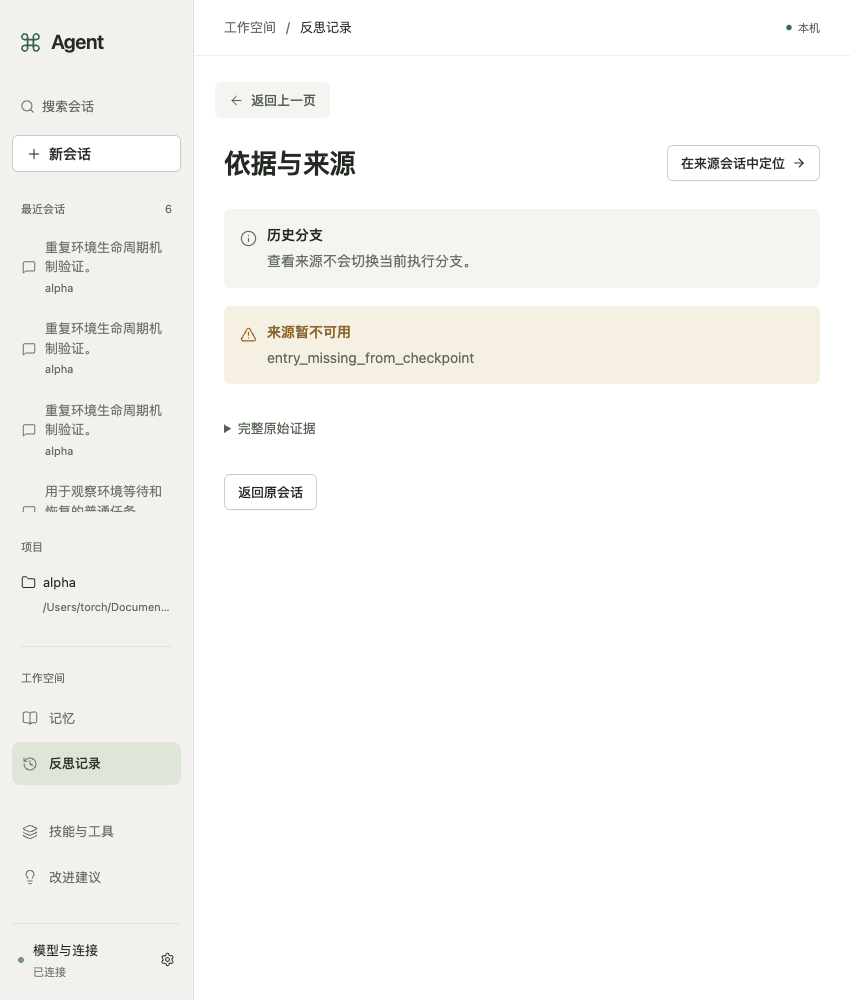 Agent
搜索会话
新会话
最近会话 6
重复环境生命周期机
制验证。
alpha
重复环境生命周期机
制验证。
alpha
重复环境生命周期机
制验证。
alpha
用于观察环境等待和
恢复的普通任务
项目
alpha
/Users/torch/Documen...
工作空间
记忆
反思记录
技能与工具
改进建议
模型与连接
已连接
工作空间 / 反思记录
本机
返回上一页
依据与来源
在来源会话中定位
历史分支
查看来源不会切换当前执行分支。
来源暂不可用
entry_missing_from_checkpoint
完整原始证据
返回原会话